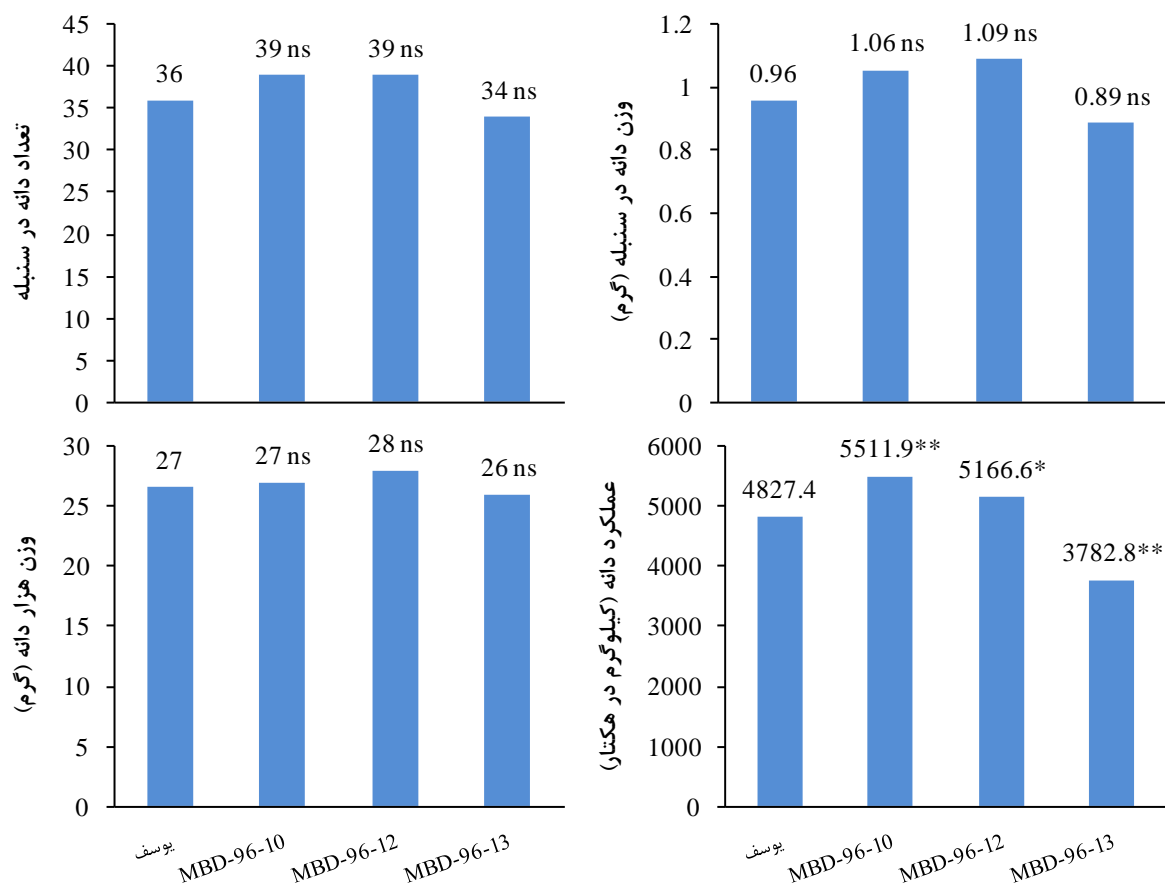 تعداد دانه در سنبله
45
40
35
30
25
20
15
10
5
0
36
39 ns
39 ns
34 ns
وزن دانه در سنبله (گرم)
1.2
1
0.8
0.6
0.4
0.2
0
0.96
1.06 ns
1.09 ns
0.89 ns
وزن هزار دانه (گرم)
30
25
20
15
10
5
0
27
27 ns
28 ns
26 ns
یوسف
MBD-96-10
MBD-96-12
MBD-96-13
عملکرد دانه (کیلوگرم در هکتار)
6000
5000
4000
3000
2000
1000
0
4827.4
5511.9**
5166.6*
3782.8**
یوسف
MBD-96-10
MBD-96-12
MBD-96-13